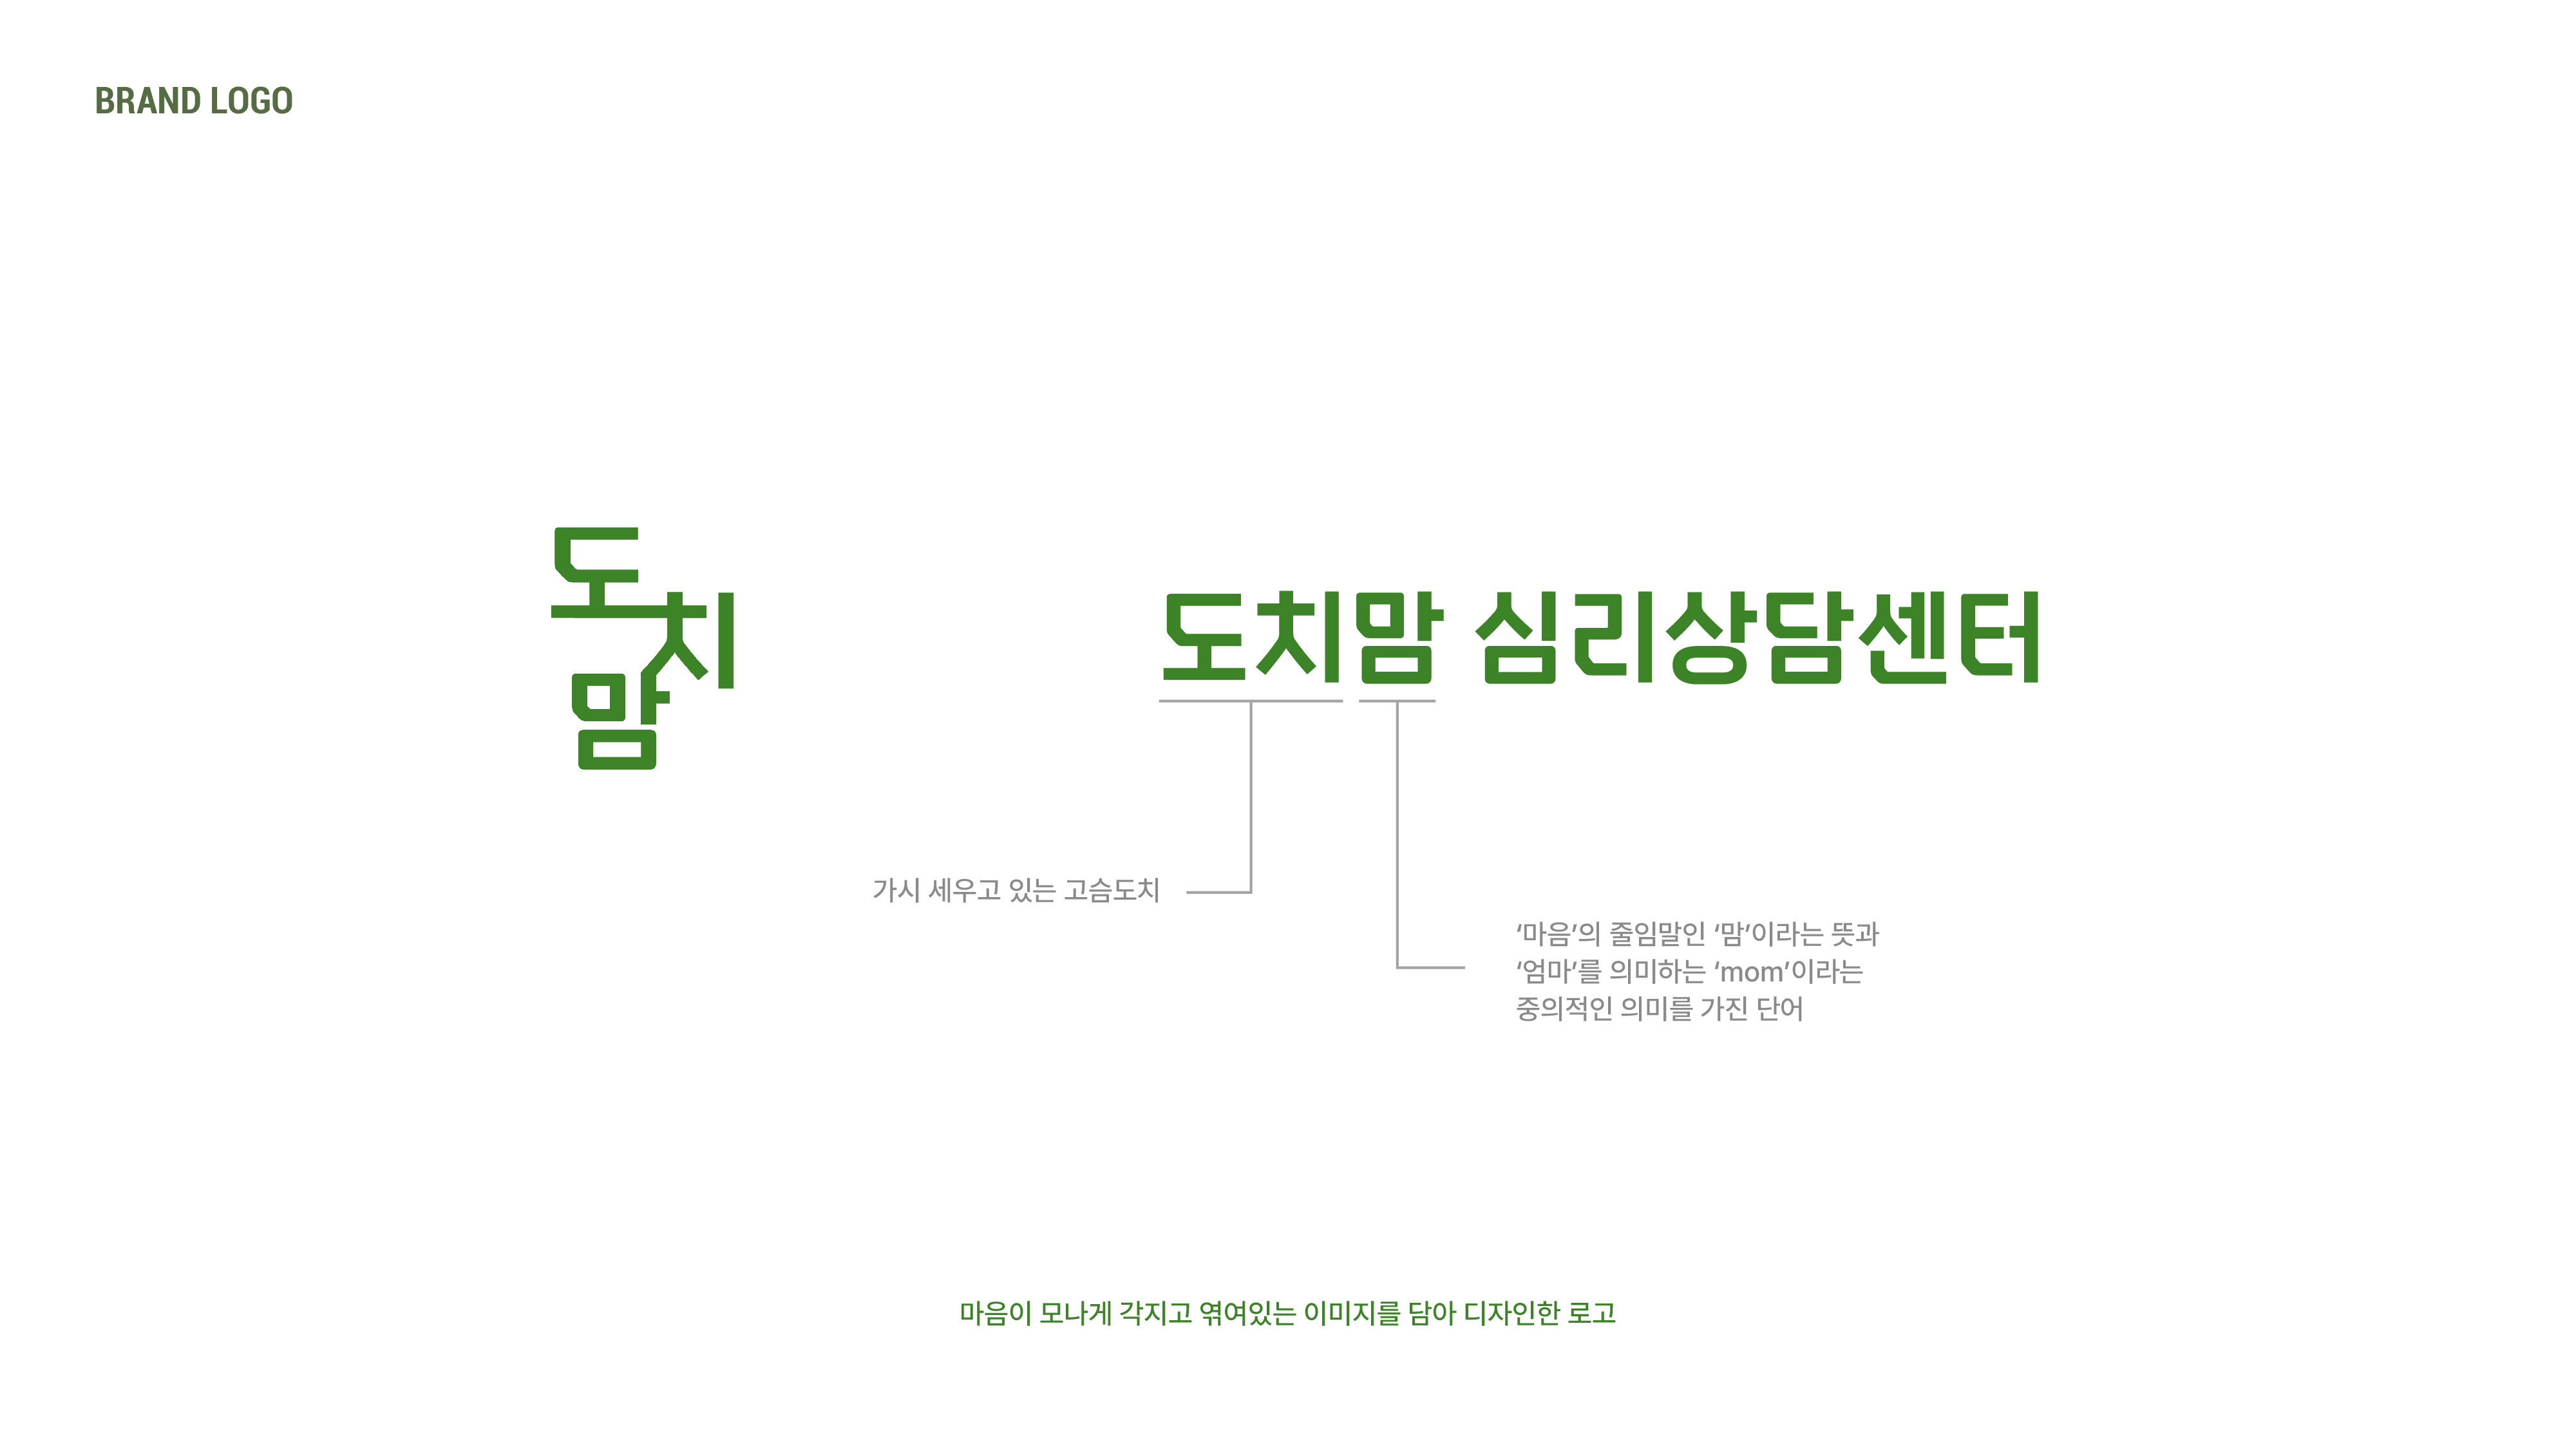 BRAND LOGO
도
치
맘
도치맘 심리상담센터
가시 세우고 있는 고슴도치
‘마음’의 줄임말인 ‘맘’이라는 뜻과
‘엄마’를 의미하는 ‘mom’이라는
중의적인 의미를 가진 단어
마음이 모나게 각지고 엮여있는 이미지를 담아 디자인한 로고